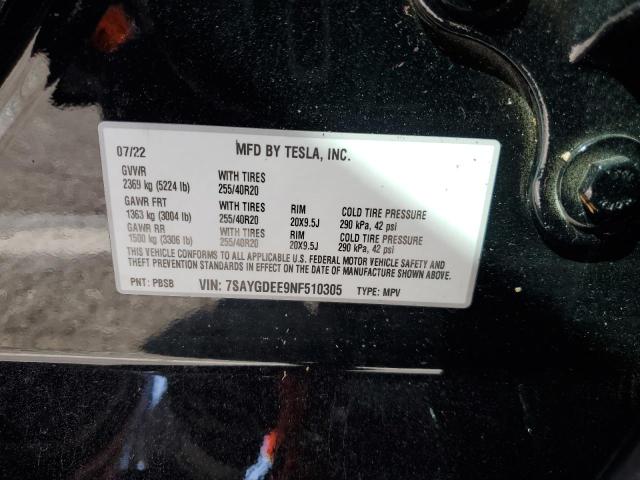 07/22 MFD BY TESLA, INC.
GVWR WITH TIRES
2369 kg (5224 lb) 255/40R20
GAWR FRT WITH TIRES RIM COLD TIRE PRESSURE
1363 kg (3004 lb) 255/40R20 20X9.5J 290 kPa, 42 psi
GAWR RR WITH TIRES RIM COLD TIRE PRESSURE
1500 kg (3306 lb) 255/40R20 20X9.5J 290 kPa, 42 psi
THIS VEHICLE CONFORMS TO ALL APPLICABLE U.S. FEDERAL MOTOR VEHICLE SAFETY AND
THEFT PREVENTION STANDARDS IN EFFECT ON THE DATE OF MANUFACTURE SHOWN ABOVE.
PNT: PBSB VIN: 7SAYGDEE9NF510305 TYPE: MPV